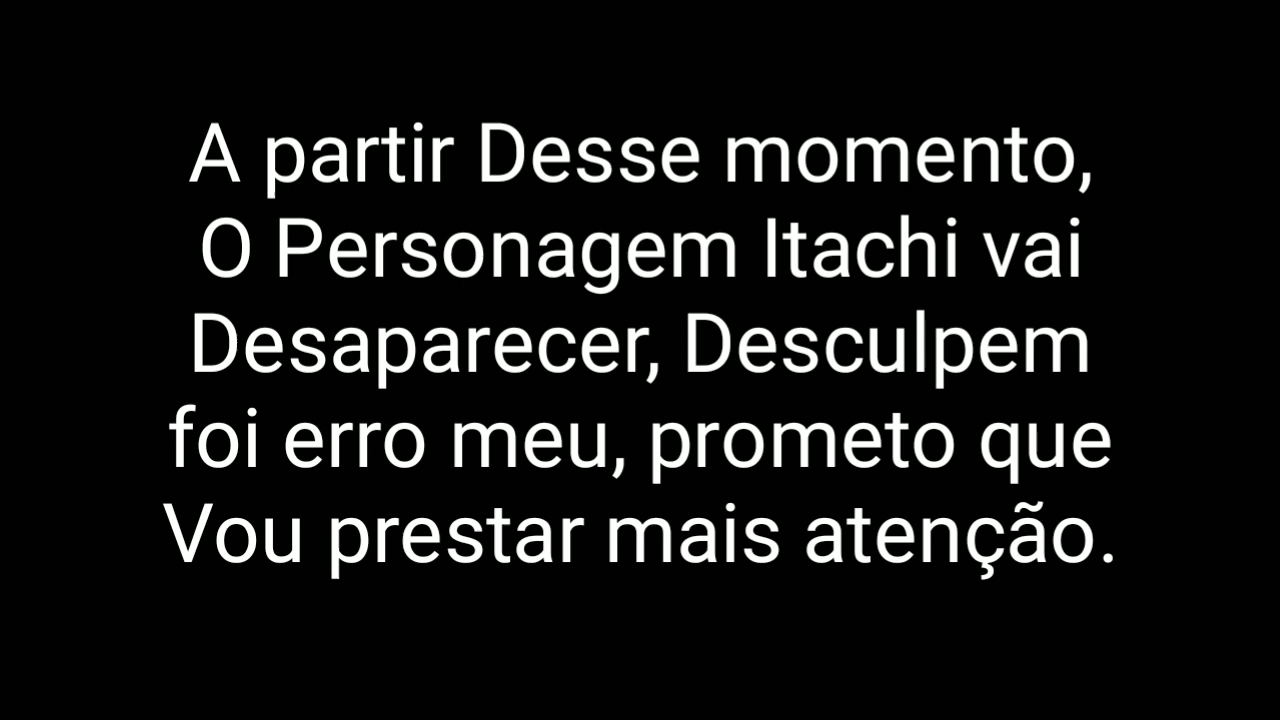 A partir Desse momento,
O Personagem Itachi vai
Desaparecer, Desculpem
foi erro meu, prometo que
Vou prestar mais atenção.